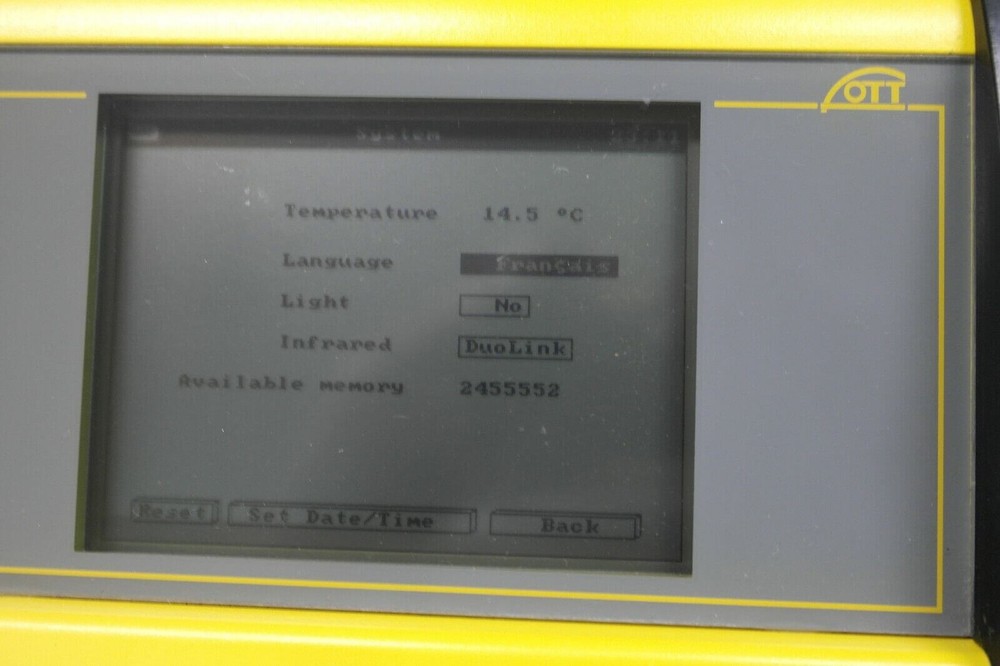 OTT
System
Temperature 14.5 °C
Language Français
Light No
Infrared DuoLink
Available memory 2455552
Reset Set Date/Time Back